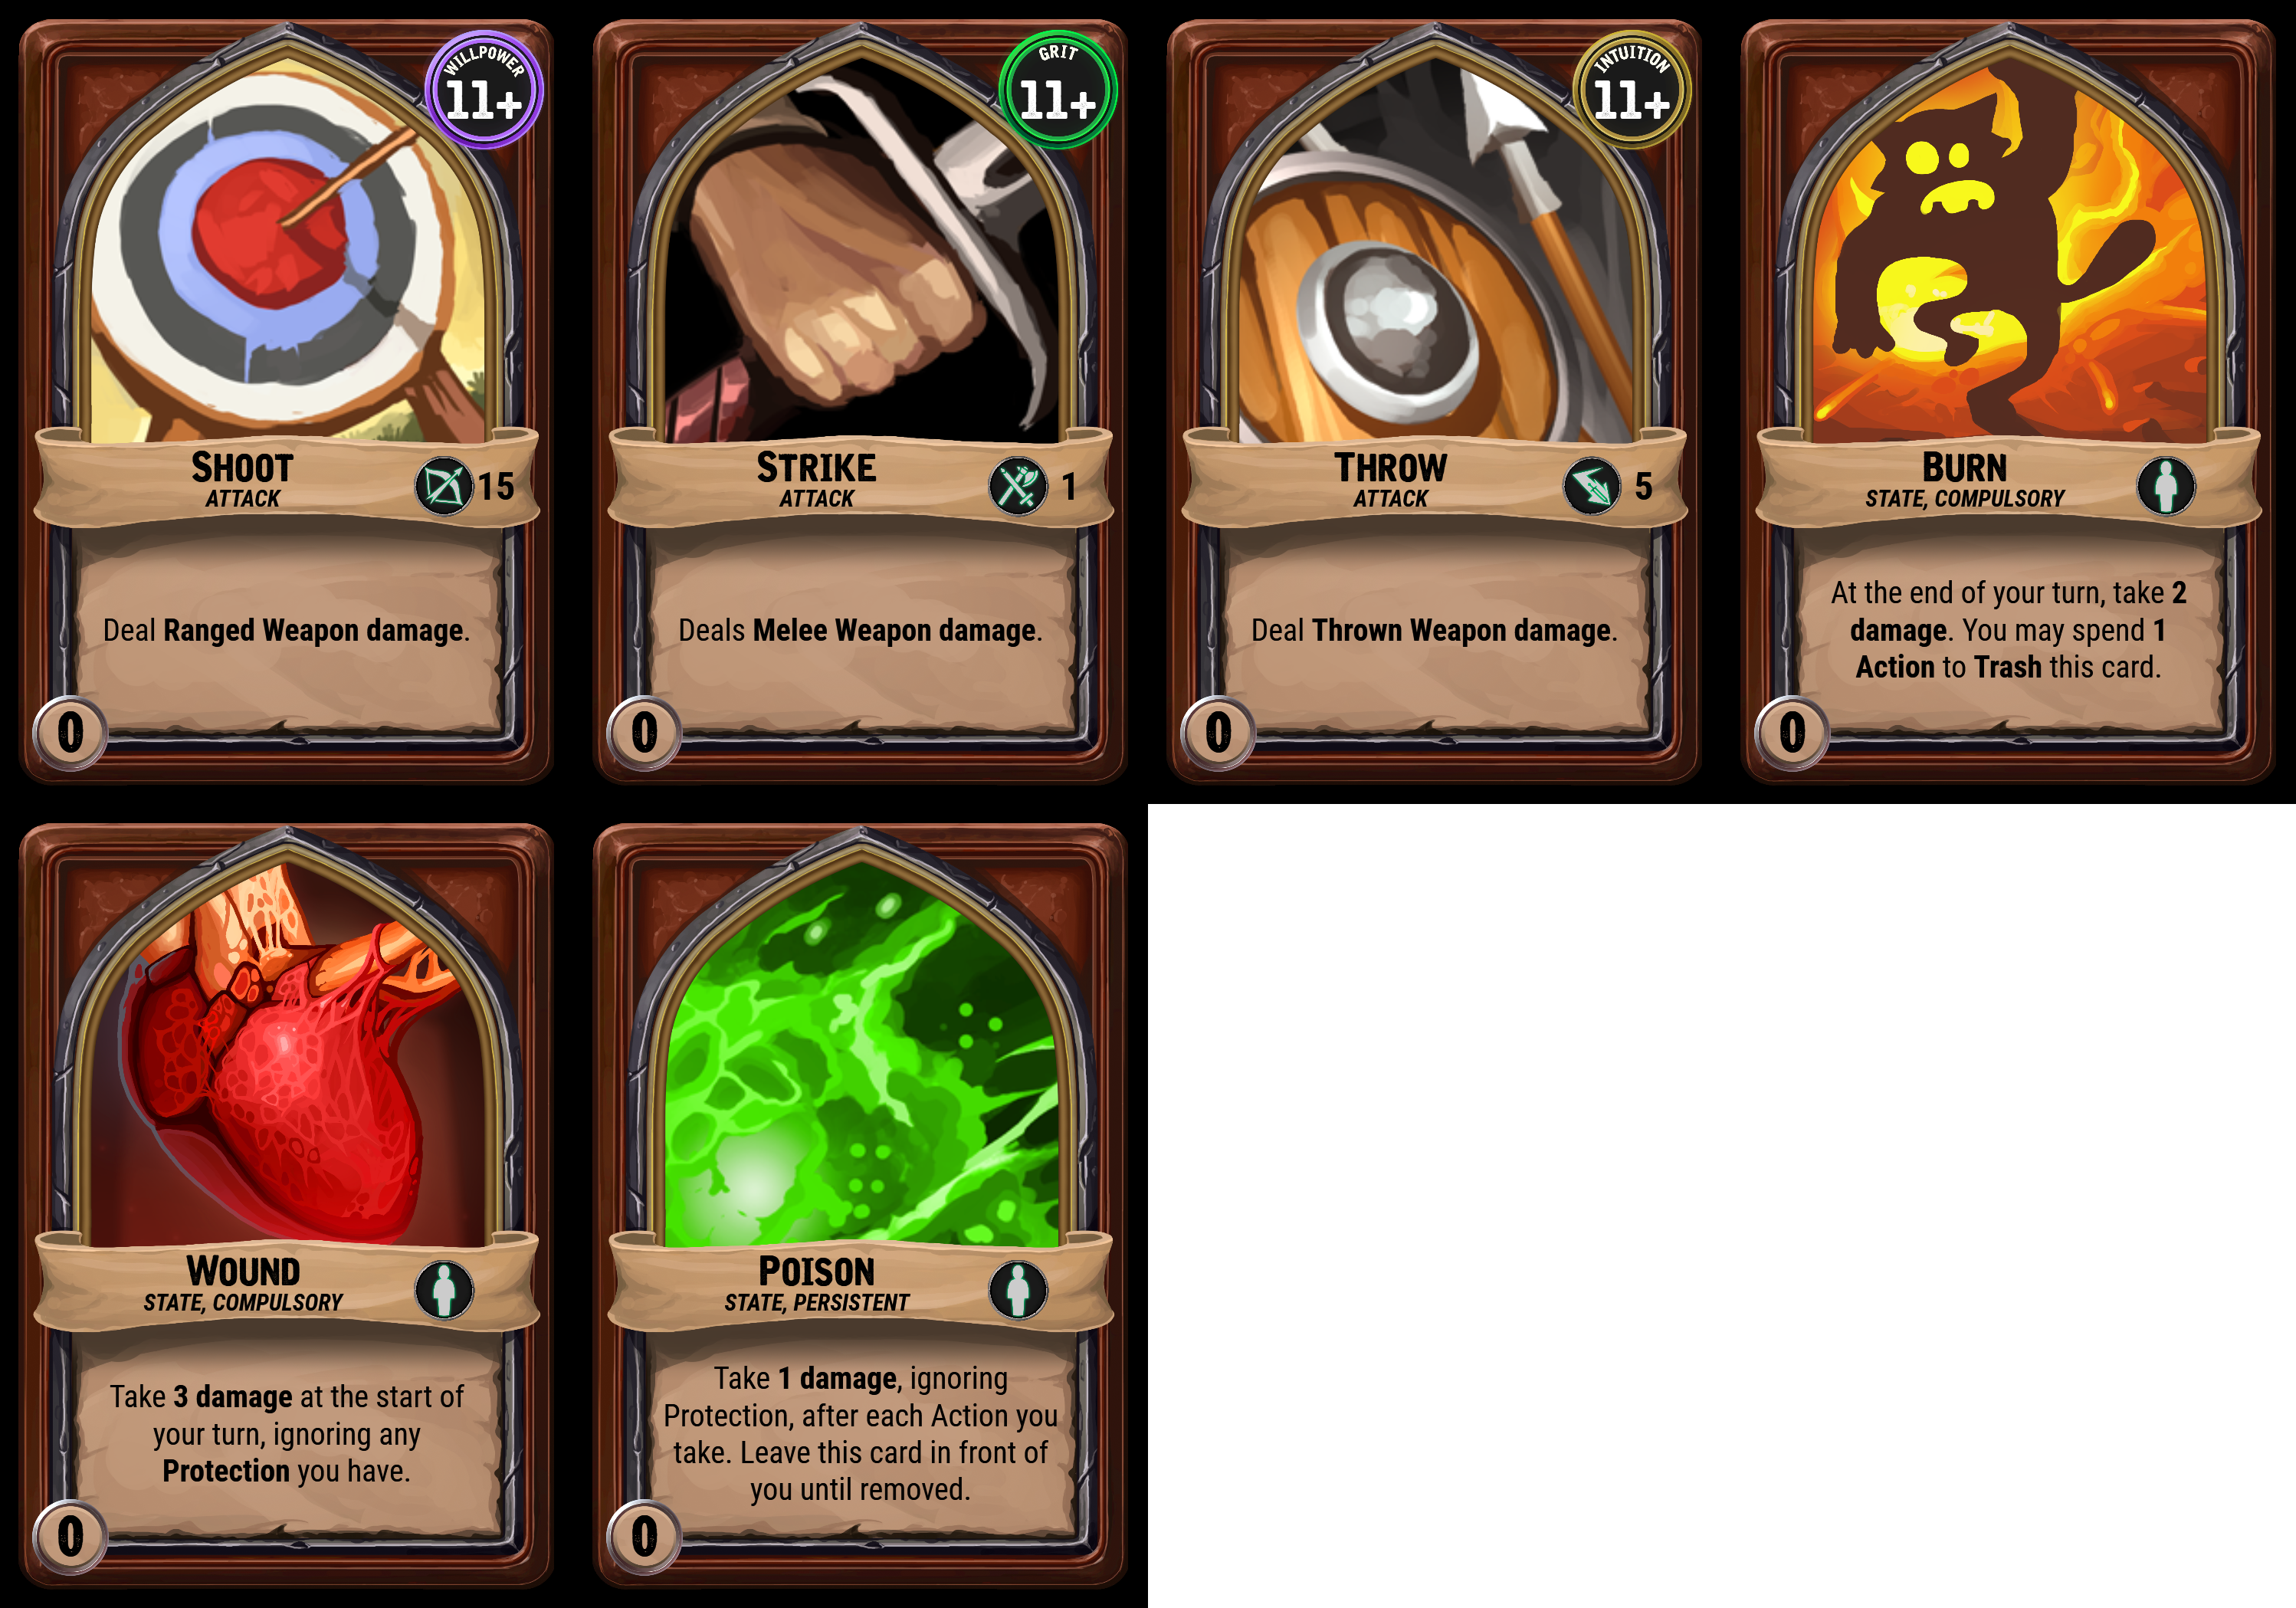 WILLPOWER
11+
SHOOT
ATTACK
15
Deal Ranged Weapon damage.
0
GRIT
11+
STRIKE
ATTACK
1
Deals Melee Weapon damage.
0
INTUITION
11+
THROW
ATTACK
5
Deal Thrown Weapon damage.
0
BURN
STATE, COMPULSORY
At the end of your turn, take 2
damage. You may spend 1
Action to Trash this card.
0
WOUND
STATE, COMPULSORY
Take 3 damage at the start of
your turn, ignoring any
Protection you have.
0
POISON
STATE, PERSISTENT
Take 1 damage, ignoring
Protection, after each Action you
take. Leave this card in front of
you until removed.
0